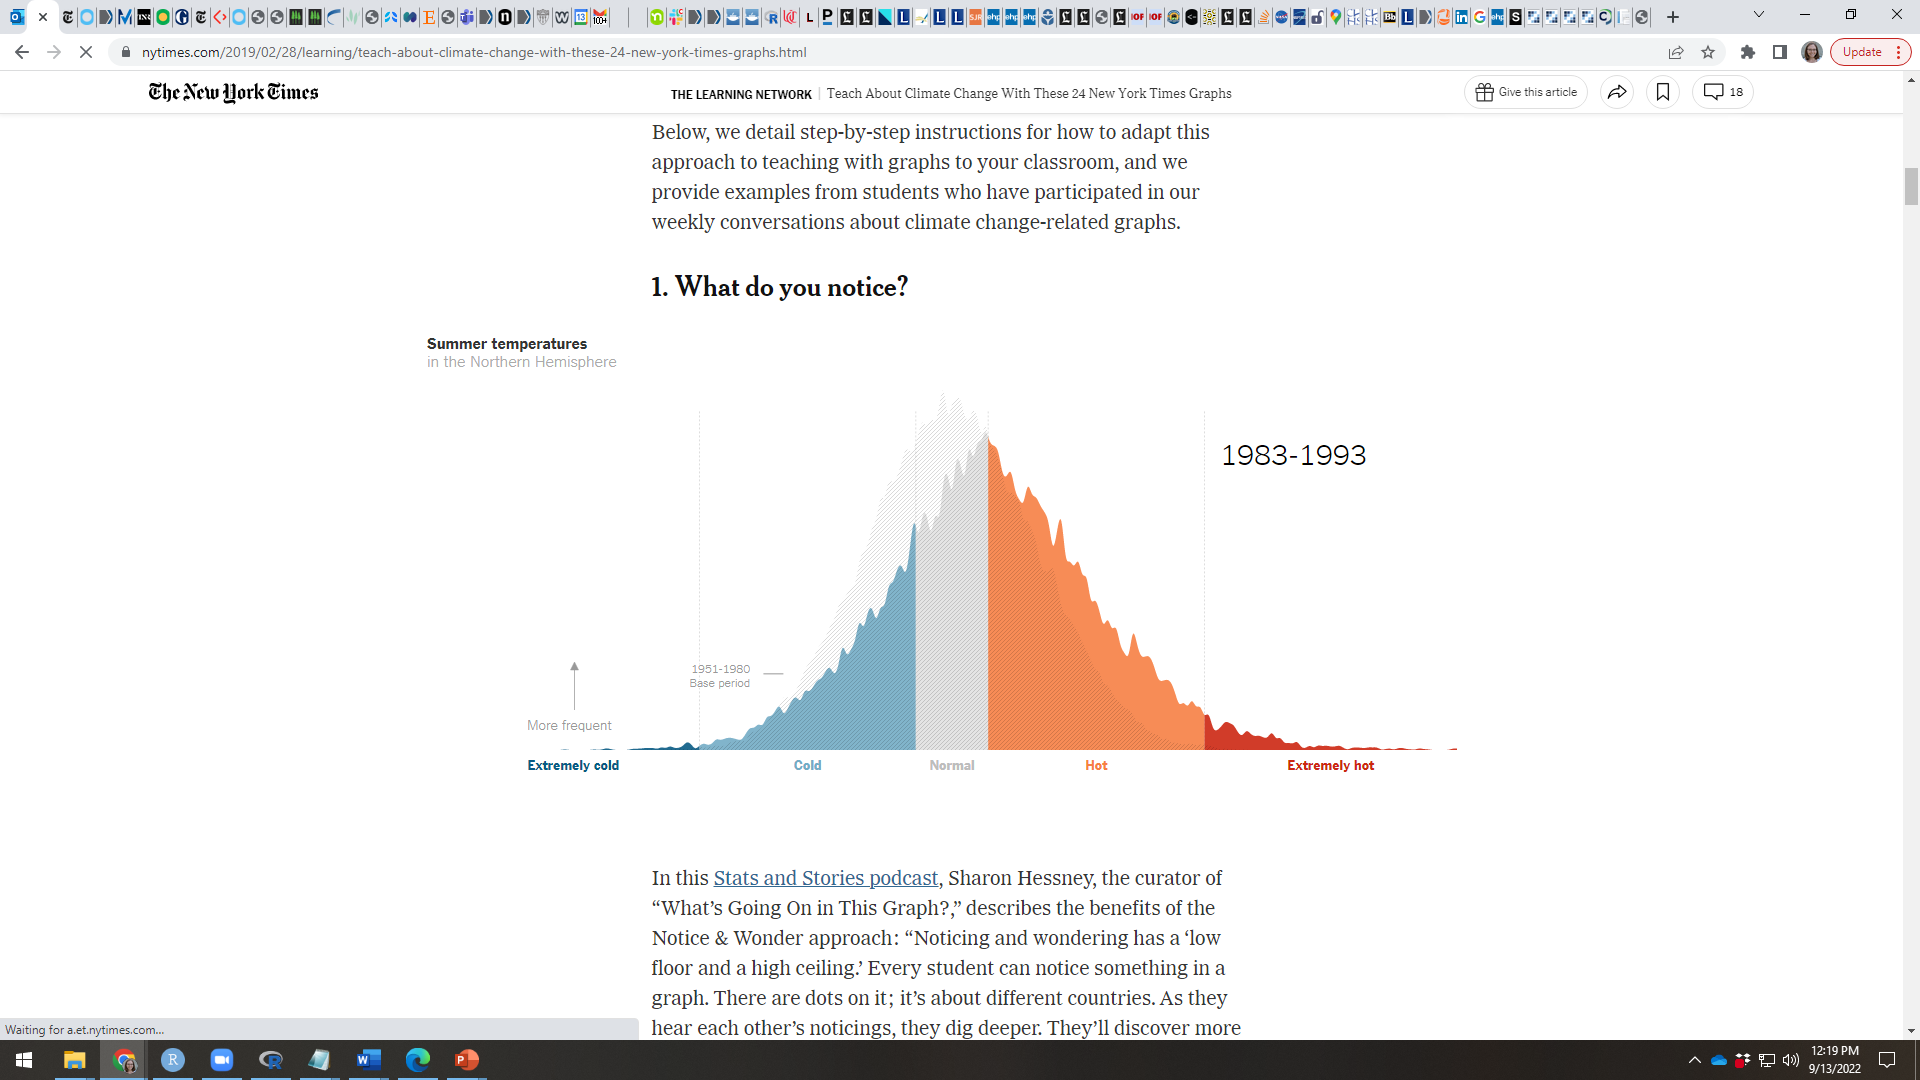 nytimes.com/2019/02/28/learning/teach-about-climate-change-with-these-24-new-york-times-graphs.html
Update
The New York Times
THE LEARNING NETWORK | Teach About Climate Change With These 24 New York Times Graphs
Give this article
18
Below, we detail step-by-step instructions for how to adapt this
approach to teaching with graphs to your classroom, and we
provide examples from students who have participated in our
weekly conversations about climate change-related graphs.
1. What do you notice?
Summer temperatures
in the Northern Hemisphere
1983-1993
1951-1980
Base period
More frequent
Extremely cold
Cold
Normal
Hot
Extremely hot
In this Stats and Stories podcast, Sharon Hessney, the curator of
“What’s Going On in This Graph?,” describes the benefits of the
Notice & Wonder approach: “Noticing and wondering has a ‘low
floor and a high ceiling.’ Every student can notice something in a
graph. There are dots on it; it’s about different countries. As they
hear each other’s noticings, they dig deeper. They’ll discover more
Waiting for a.et.nytimes.com...
12:19 PM
9/13/2022